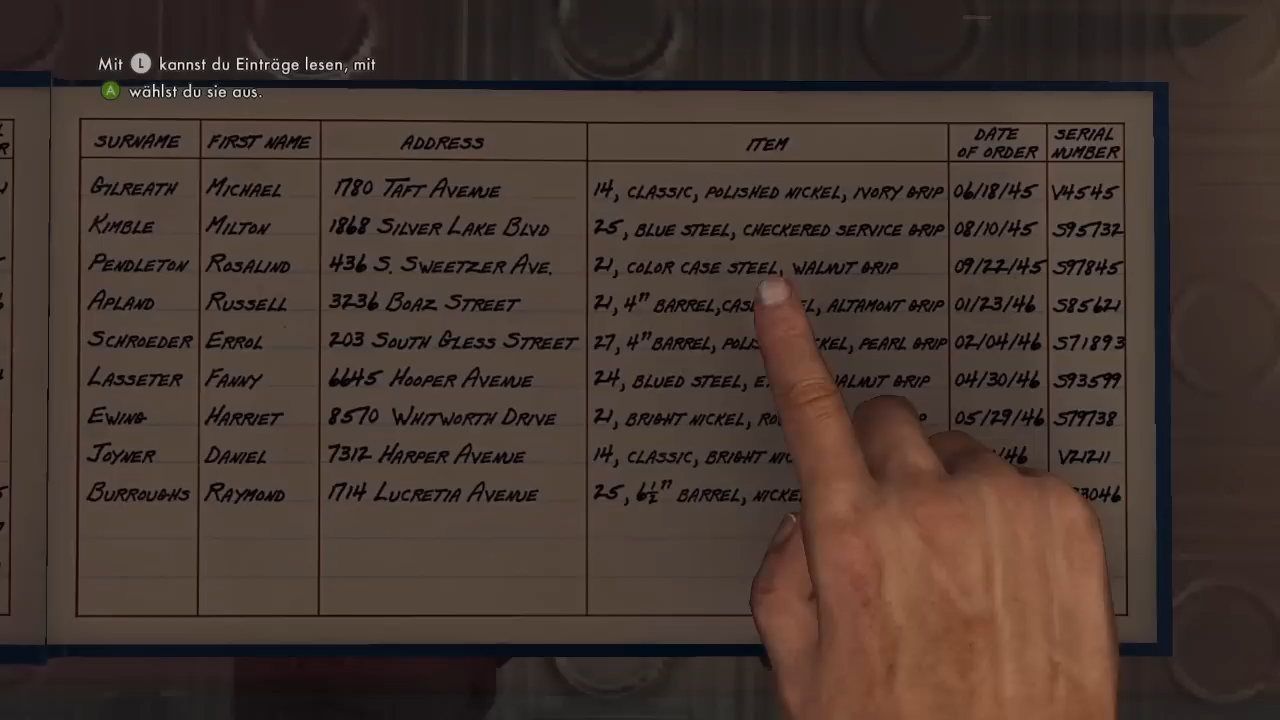 Mit L kannst du Einträge lesen, mit
A wählst du sie aus.
SURNAME FIRST NAME ADDRESS ITEM DATE OF ORDER SERIAL NUMBER
GILREATH MICHAEL 1780 TAFT AVENUE 14, CLASSIC, POLISHED NICKEL, IVORY GRIP 06/18/45 V4545
KIMBLE MILTON 1868 SILVER LAKE BLVD 25, BLUE STEEL, CHECKERED SERVICE GRIP 08/10/45 S95732
PENDLETON ROSALIND 436 S. SWEETZER AVE. 21, COLOR CASE STEEL, WALNUT GRIP 09/22/45 S97845
APLAND RUSSELL 3236 BOAZ STREET 21, 4" BARREL, ALTAMONT GRIP 01/23/46 S85621
SCHROEDER ERROL 203 SOUTH GLESS STREET 27, 4" BARREL, PEARL GRIP 02/04/46 S71893
LASSETER FANNY 6645 HOOPER AVENUE 24, BLUED STEEL, GRIP 04/30/46 S93599
EWING HARRIET 8570 WHITWORTH DRIVE 21, BRIGHT NICKEL, 05/29/46 S79738
JOYNER DANIEL 7312 HARPER AVENUE 14, CLASSIC, BRIGHT /46 V21211
BURROUGHS RAYMOND 1714 LUCRETIA AVENUE 25, 6½" BARREL, 3046